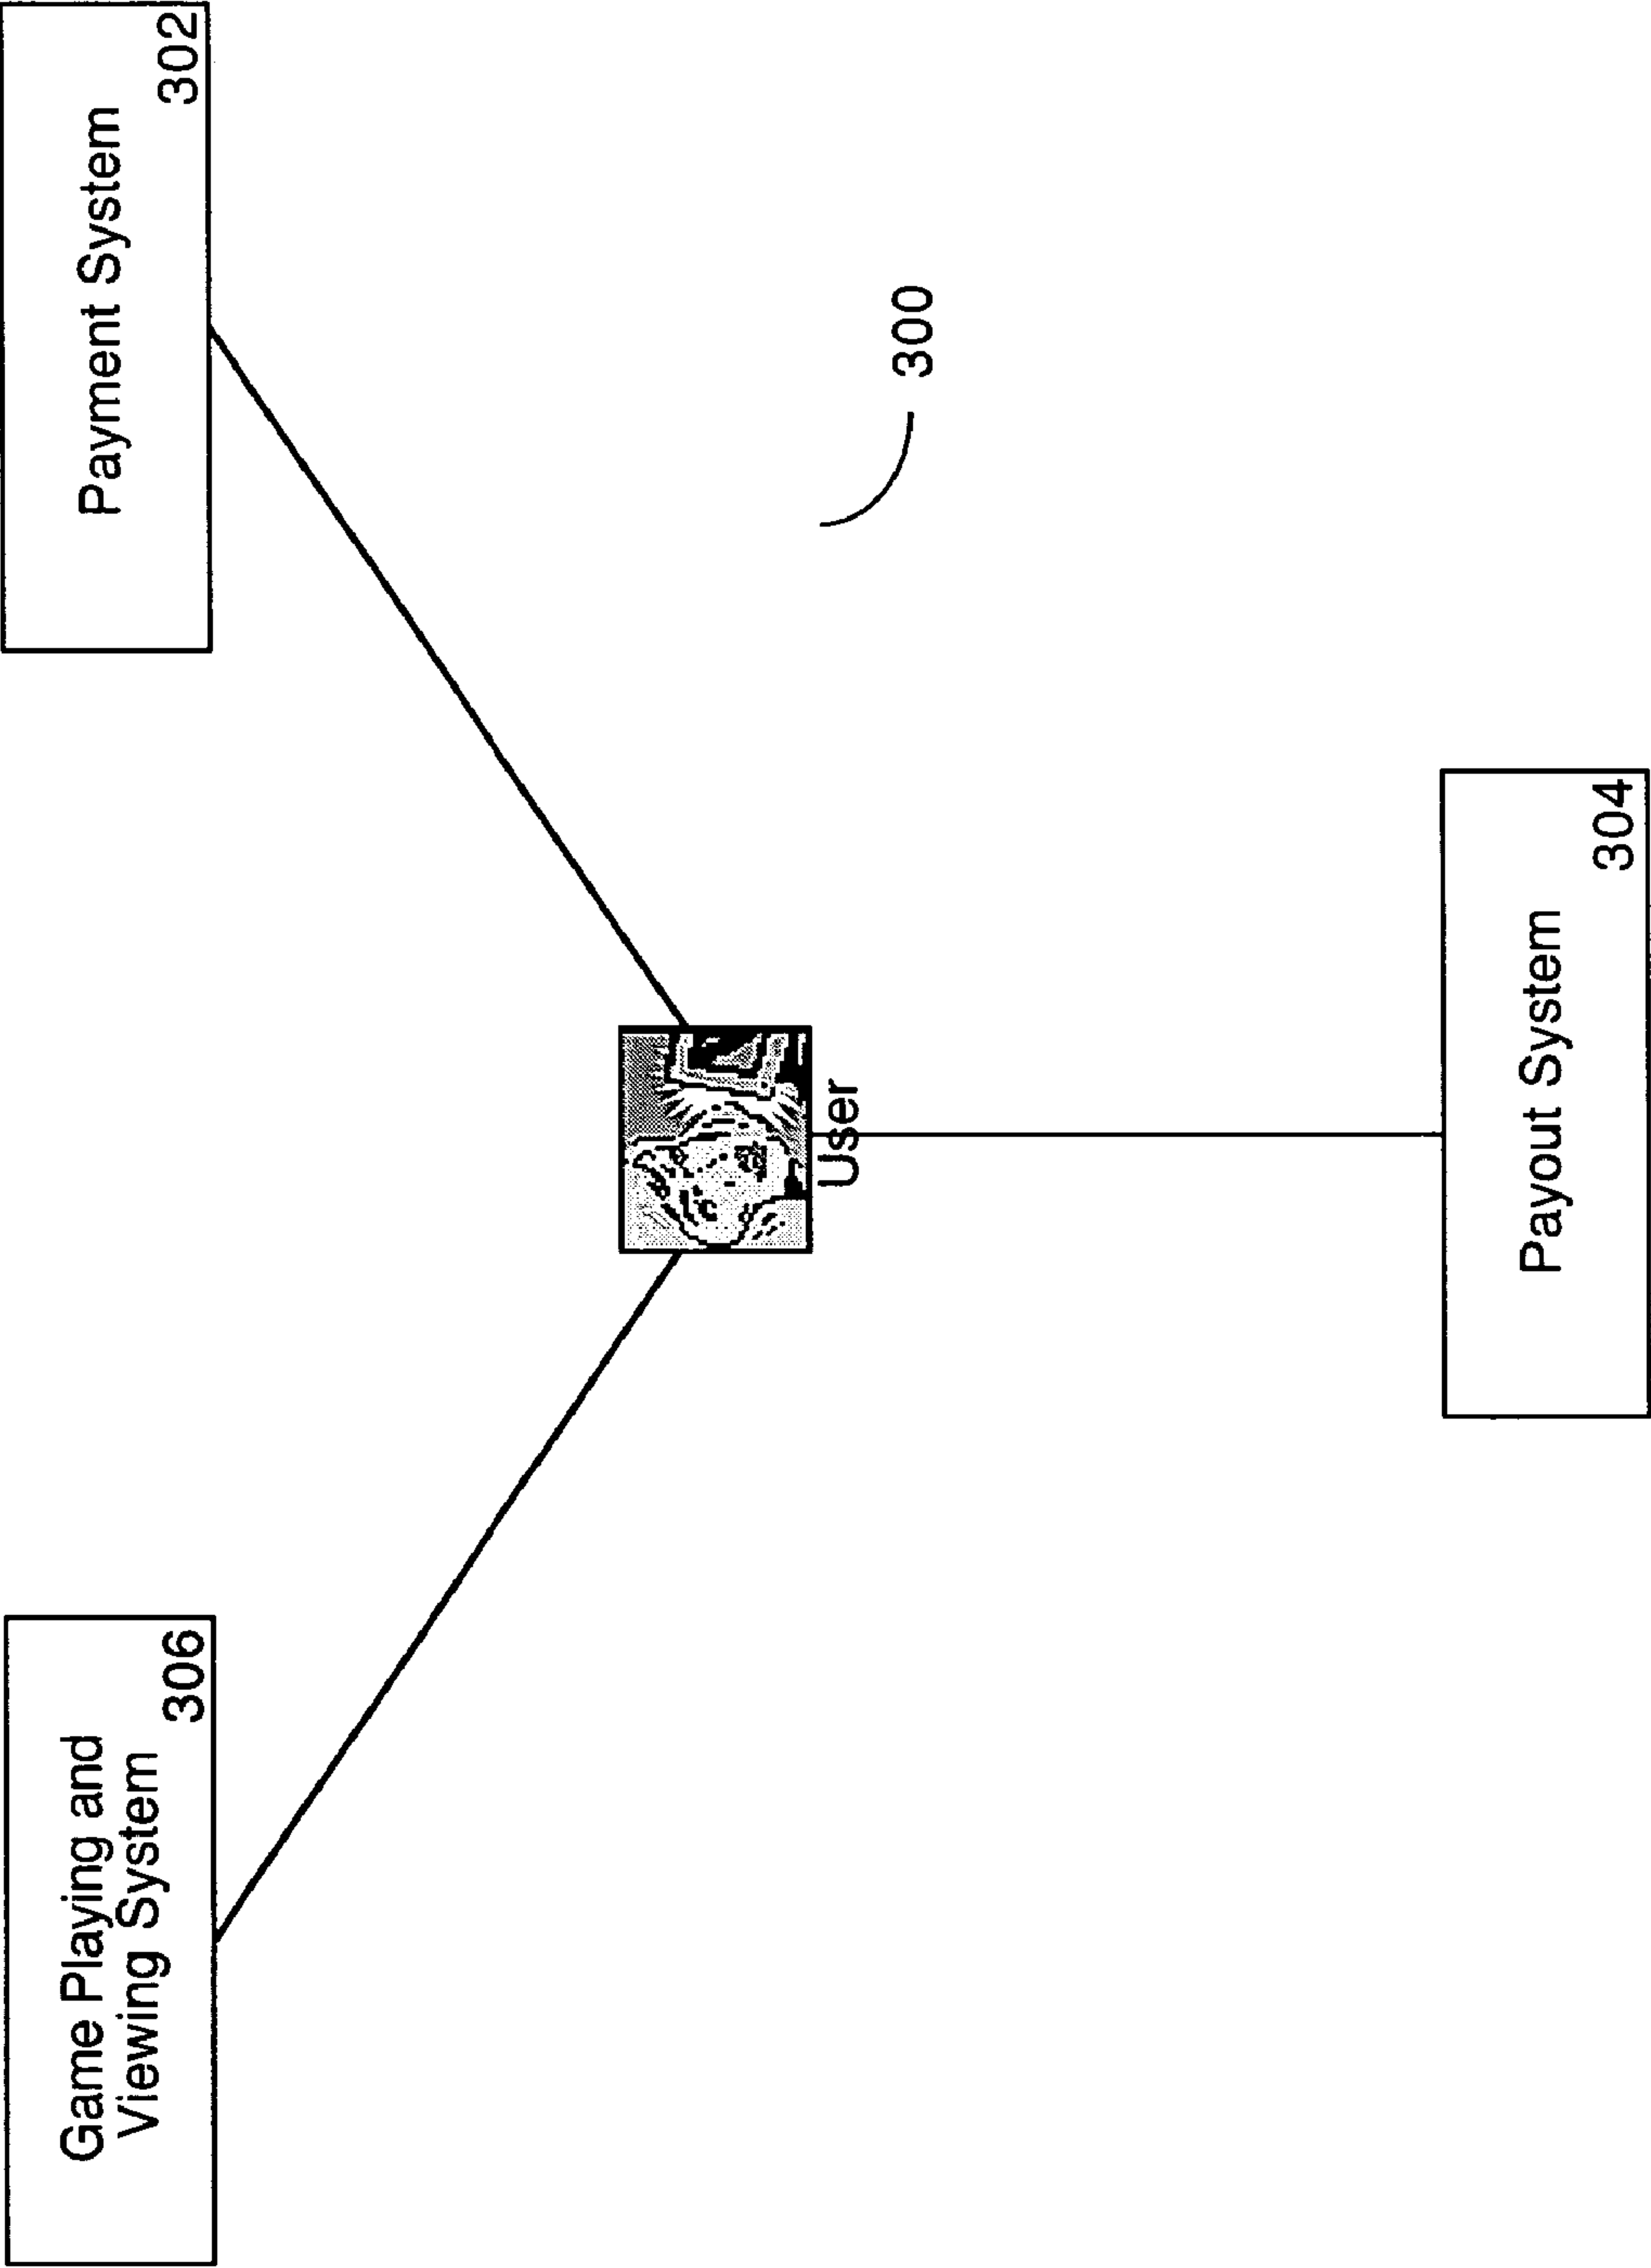 Game Playing and
Viewing System
306
Payment System
302
User
300
Payout System
304